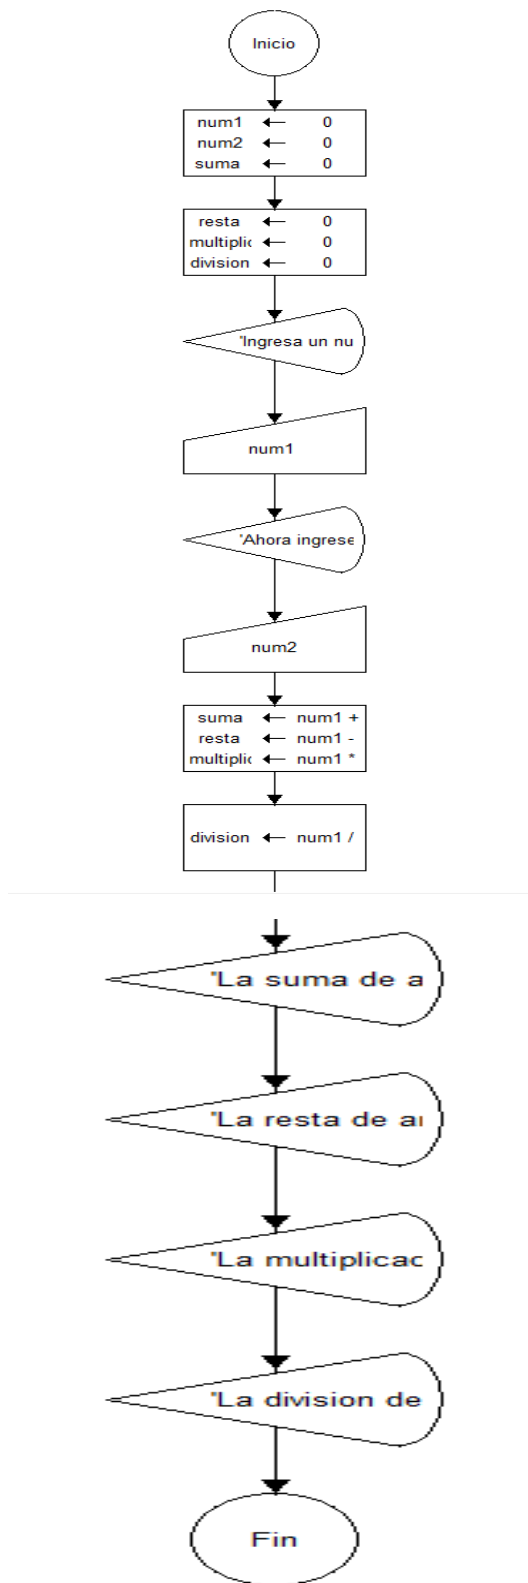 Inicio
num1 ← 0
num2 ← 0
suma ← 0
resta ← 0
multiplic ← 0
division ← 0
'Ingresa un nu
num1
'Ahora ingrese
num2
suma ← num1 +
resta ← num1 -
multiplic ← num1 *
division ← num1 /
'La suma de a
'La resta de a
'La multiplicac
'La division de
Fin